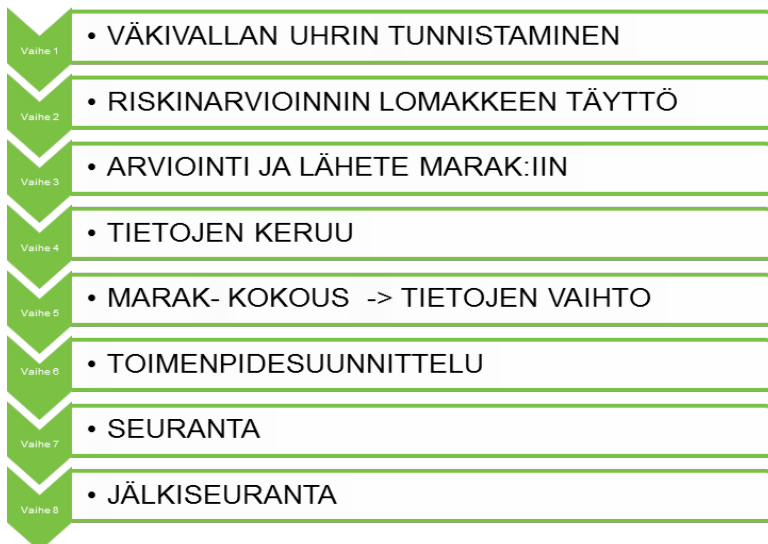 Vaihe 1
• VÄKIVALLAN UHRIN TUNNISTAMINEN
Vaihe 2
• RISKINARVIOINNIN LOMAKKEEN TÄYTTÖ
Vaihe 3
• ARVIOINTI JA LÄHETE MARAK:IIN
Vaihe 4
• TIETOJEN KERUU
Vaihe 5
• MARAK- KOKOUS -> TIETOJEN VAIHTO
Vaihe 6
• TOIMENPIDESUUNNITTELU
Vaihe 7
• SEURANTA
Vaihe 8
• JÄLKISEURANTA